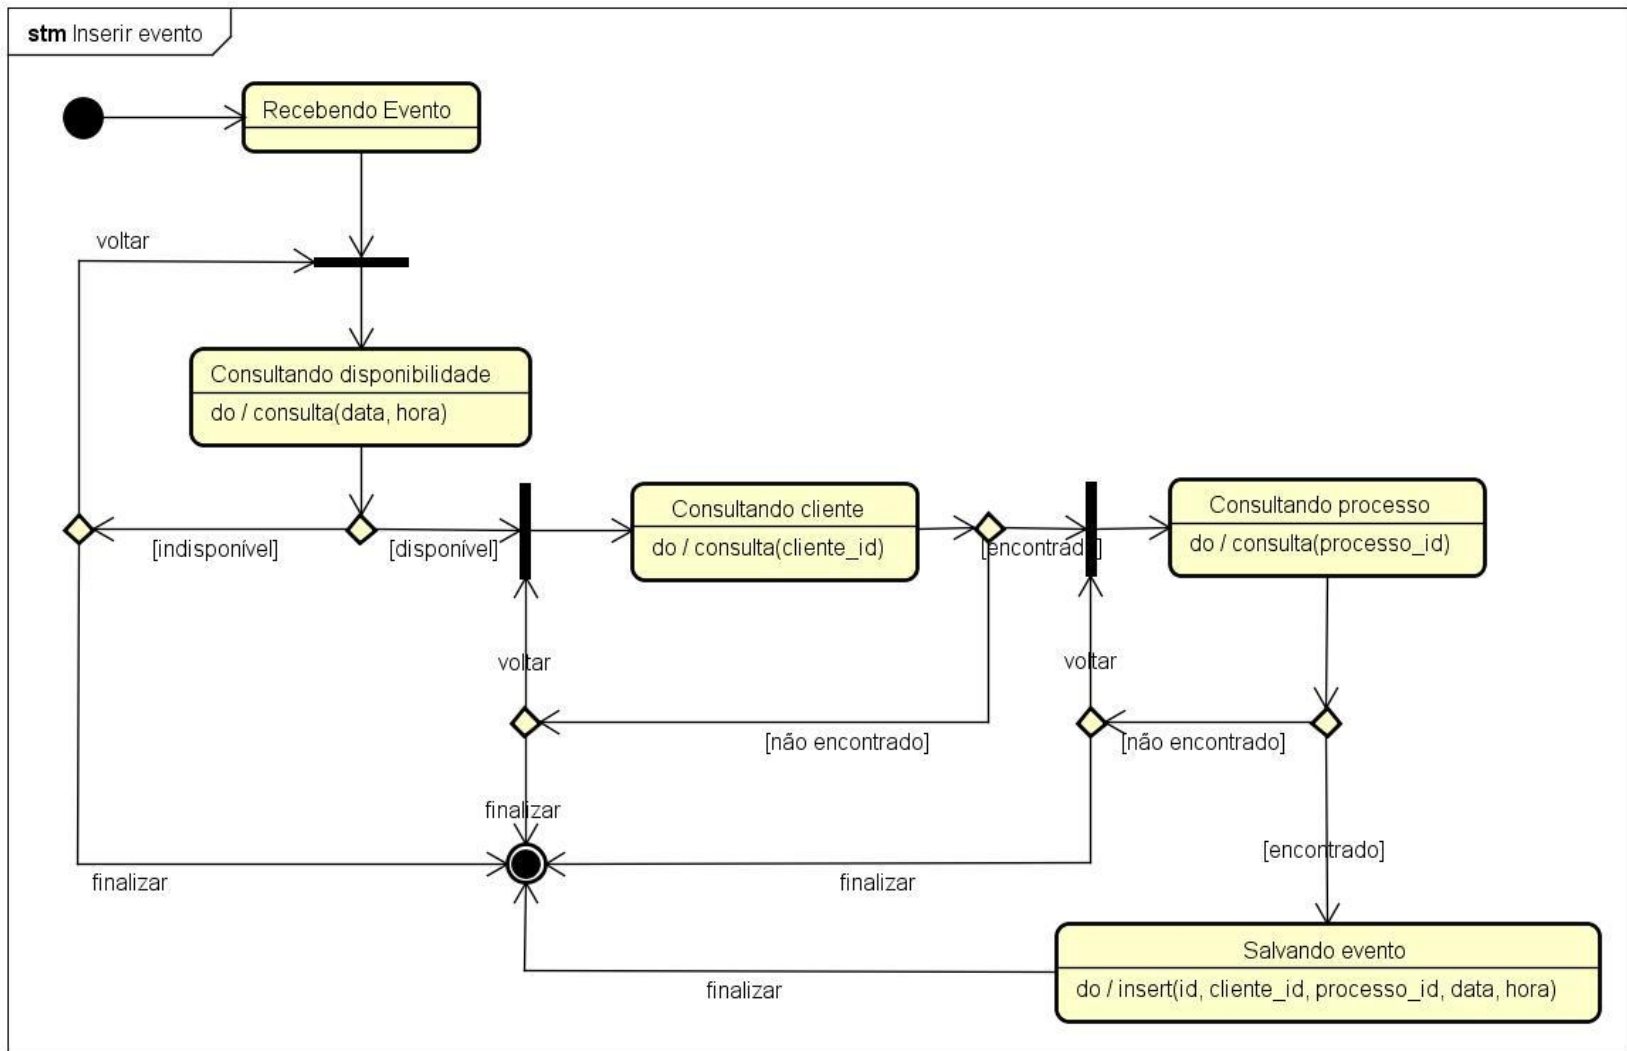 stm Inserir evento
Recebendo Evento
voltar
Consultando disponibilidade
do / consulta(data, hora)
[indisponível]
[disponível]
Consultando cliente
do / consulta(cliente_id)
[encontrado]
Consultando processo
do / consulta(processo_id)
voltar
voltar
[não encontrado]
[não encontrado]
finalizar
[encontrado]
finalizar
finalizar
Salvando evento
do / insert(id, cliente_id, processo_id, data, hora)
finalizar